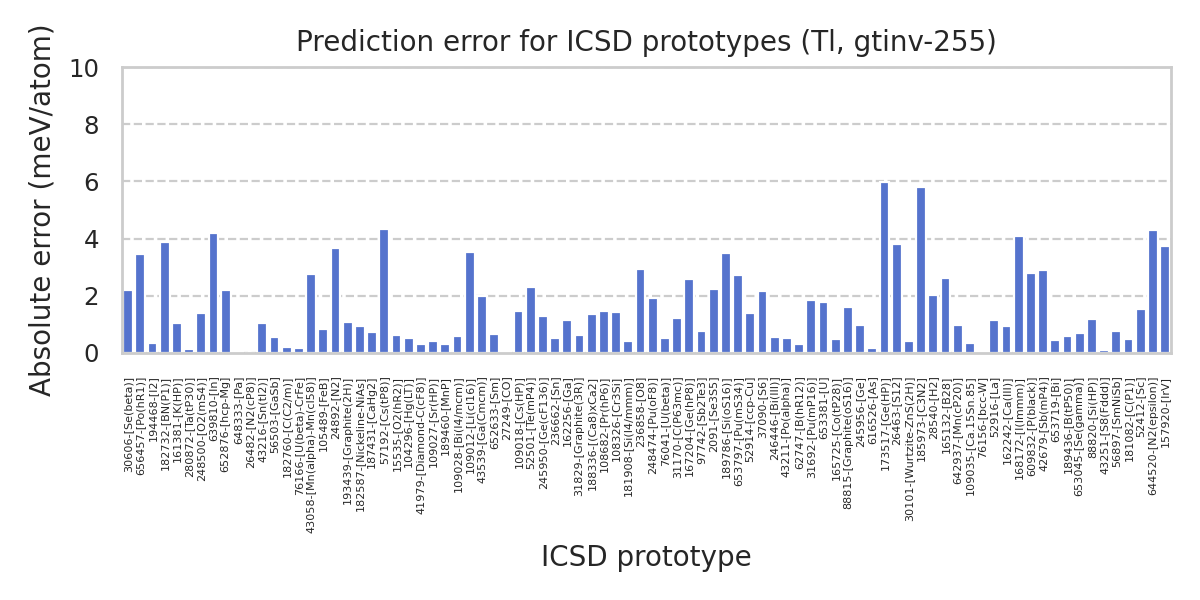 Prediction error for ICSD prototypes (Tl, gtinv-255)
Absolute error (meV/atom)
10
8
6
4
2
0
30606-[Se(beta)]
656457-[Po(hR1)]
194468-[I2]
182732-[BN(P1)]
16381-[K(HP)]
280872-[Ta(tP30)]
248500-[O2(mS4)]
639810-[In]
652876-[hcp-Mg]
64833-[Pa]
26482-[N2(cP8)]
43216-[Sn(tI2)]
56503-[GaSb]
182760-[C(C2/m)]
76166-[U(beta)-CrFe]
43058-[Mn(alpha)-Mn(cI58)]
105489-[FeB]
24892-[N2]
193439-[Graphite(2H)]
182587-[Nickeline-NiAs]
187431-[CaHg2]
57192-[Cs(tP8)]
15535-[O2(hR2)]
104296-[Hg(LT)]
41979-[Diamond-C(cF8)]
109027-[Sr(HP)]
189460-[MnP]
109028-[Bi(I4/mcm)]
109012-[Li(cI16)]
43539-[Ga(Cmcm)]
652633-[Sm]
27249-[CO]
109018-[Cs(HP)]
52501-[Te(mP4)]
245950-[Ge(cF136)]
236662-[Sn]
162256-[Ga]
31829-[Graphite(3R)]
188336-[(Ca8)xCa2]
108682-[Pr(hP6)]
108326-[Cr3Si]
181908-[Si(I4/mmm)]
236858-[O8]
248474-[Pu(oF8)]
76041-[U(beta)]
31170-[C(P63mc)]
167204-[Ge(hP8)]
97742-[Sb2Te3]
2091-[Se3S5]
189786-[Si(oS16)]
653797-[Pu(mS34)]
52914-[ccp-Cu]
37090-[S6]
246446-[Bi(III)]
43211-[Po(alpha)]
62747-[B(hR12)]
31692-[Pu(mP16)]
653381-[U]
165725-[Co(tP28)]
88815-[Graphite(oS16)]
245956-[Ge]
616526-[As]
173517-[Ge(HP)]
26463-[S12]
30101-[Wurtzite-ZnS(2H)]
185973-[C3N2]
28540-[H2]
165132-[B28]
642937-[Mn(cP20)]
109035-[Ca.15Sn.85]
76156-[bcc-W]
52916-[La]
162242-[Ca(III)]
168172-[I(Immm)]
609832-[P(black)]
42679-[Sb(mP4)]
653719-[Bi]
189436-[B(tP50)]
653045-[Se(gamma)]
88820-[Si(HP)]
43251-[S8(Fddd)]
56897-[SmNiSb]
181082-[C(P1)]
52412-[Sc]
644520-[N2(epsilon)]
157920-[IrV]
ICSD prototype